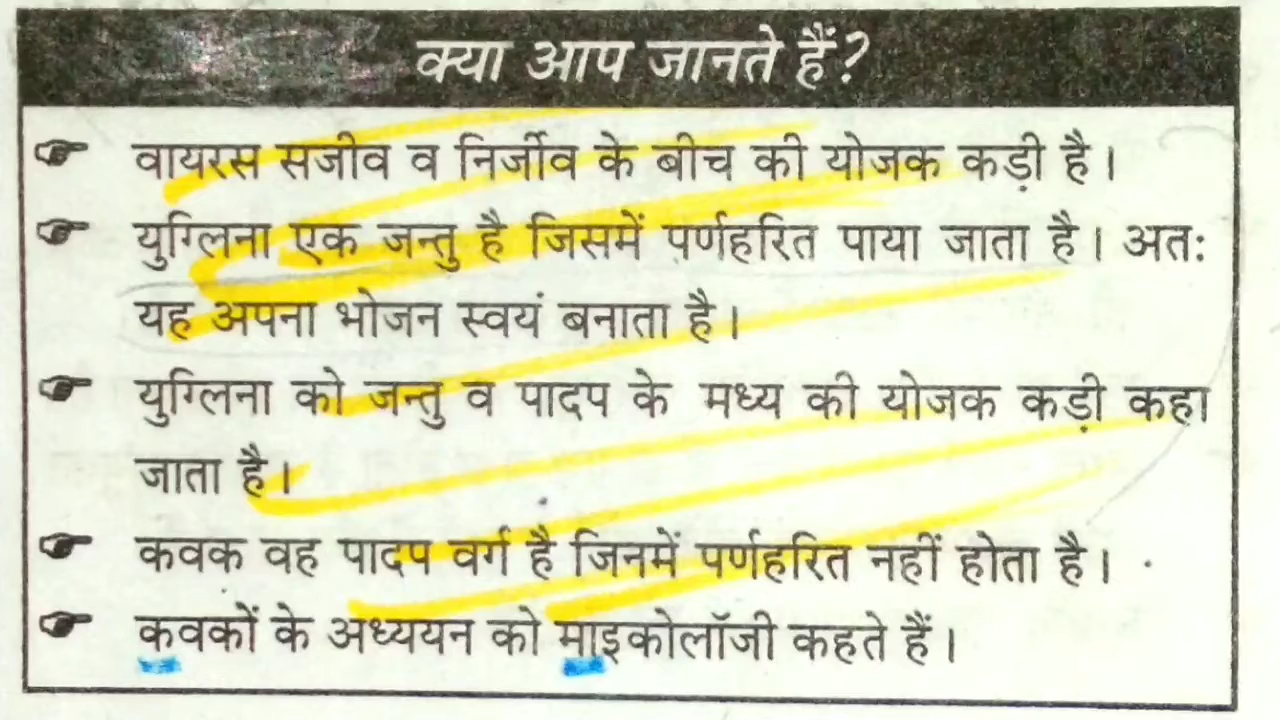 क्या आप जानते हैं?
☞ वायरस सजीव व निर्जीव के बीच की योजक कड़ी है।
☞ युग्लिना एक जन्तु है जिसमें पर्णहरित पाया जाता है। अत:
यह अपना भोजन स्वयं बनाता है।
☞ युग्लिना को जन्तु व पादप के मध्य की योजक कड़ी कहा
जाता है।
☞ कवक वह पादप वर्ग है जिनमें पर्णहरित नहीं होता है।
☞ कवकों के अध्ययन को माइकोलॉजी कहते हैं।